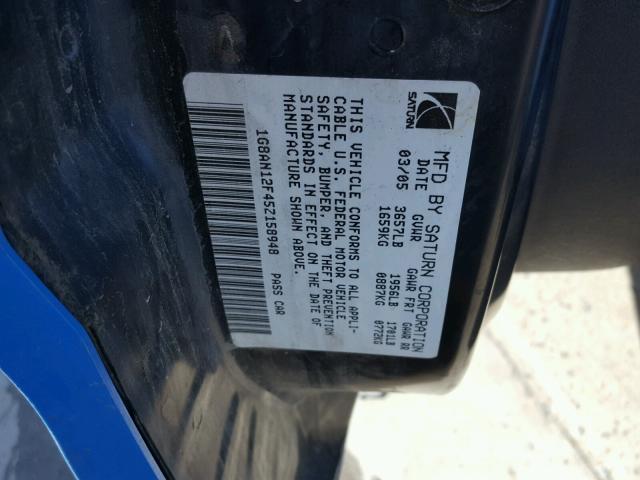 SATURN
MFD BY SATURN CORPORATION
DATE GVWR GAWR FRT GAWR RR
03/05 3657LB 1956LB 1701LB
1659KG 0887KG 0772KG
THIS VEHICLE CONFORMS TO ALL APPLI-
CABLE U.S. FEDERAL MOTOR VEHICLE
SAFETY, BUMPER, AND THEFT PREVENTION
STANDARDS IN EFFECT ON THE DATE OF
MANUFACTURE SHOWN ABOVE.
1G8AM12F45Z158948 PASS CAR